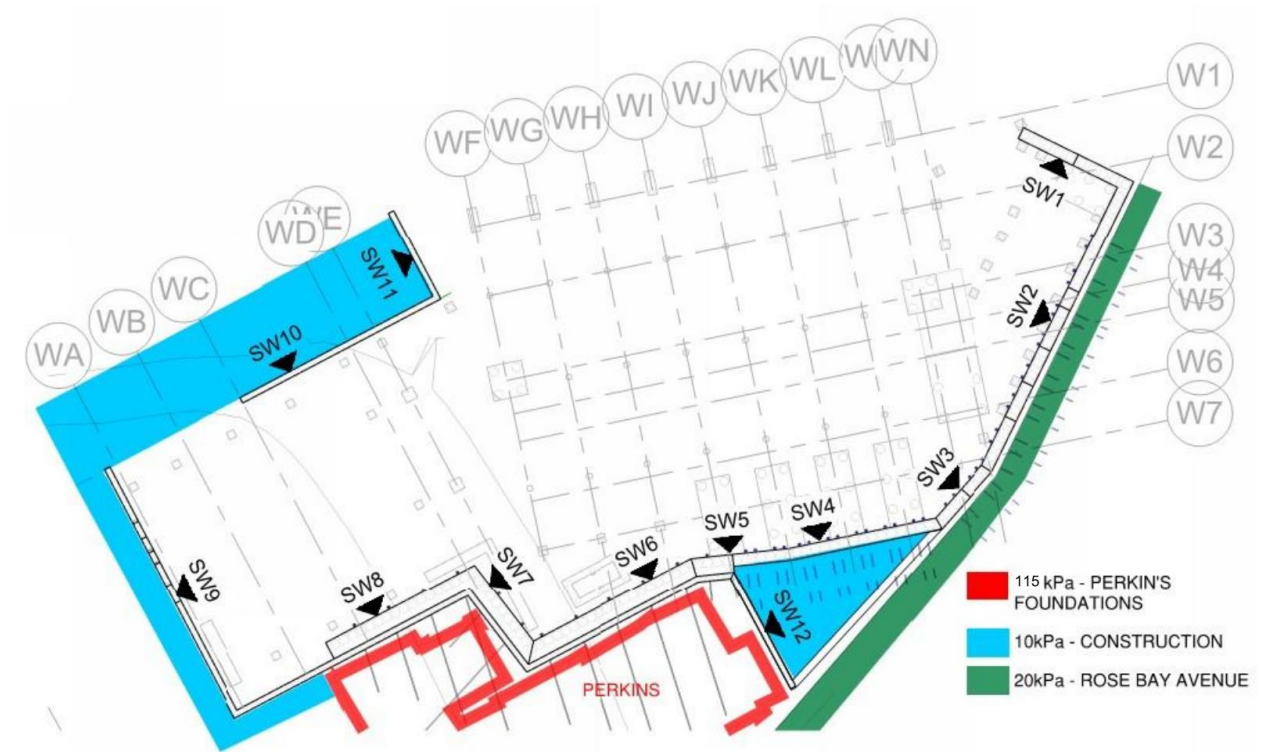 WF
WG
WH
WI
WJ
WK
WL
WN
W1
W2
W3
W4
W5
W6
W7
WA
WB
WC
WD
WE
SW1
SW2
SW3
SW4
SW5
SW6
SW7
SW8
SW9
SW10
SW11
SW12
PERKINS
115 kPa - PERKIN'S
FOUNDATIONS
10kPa - CONSTRUCTION
20kPa - ROSE BAY AVENUE